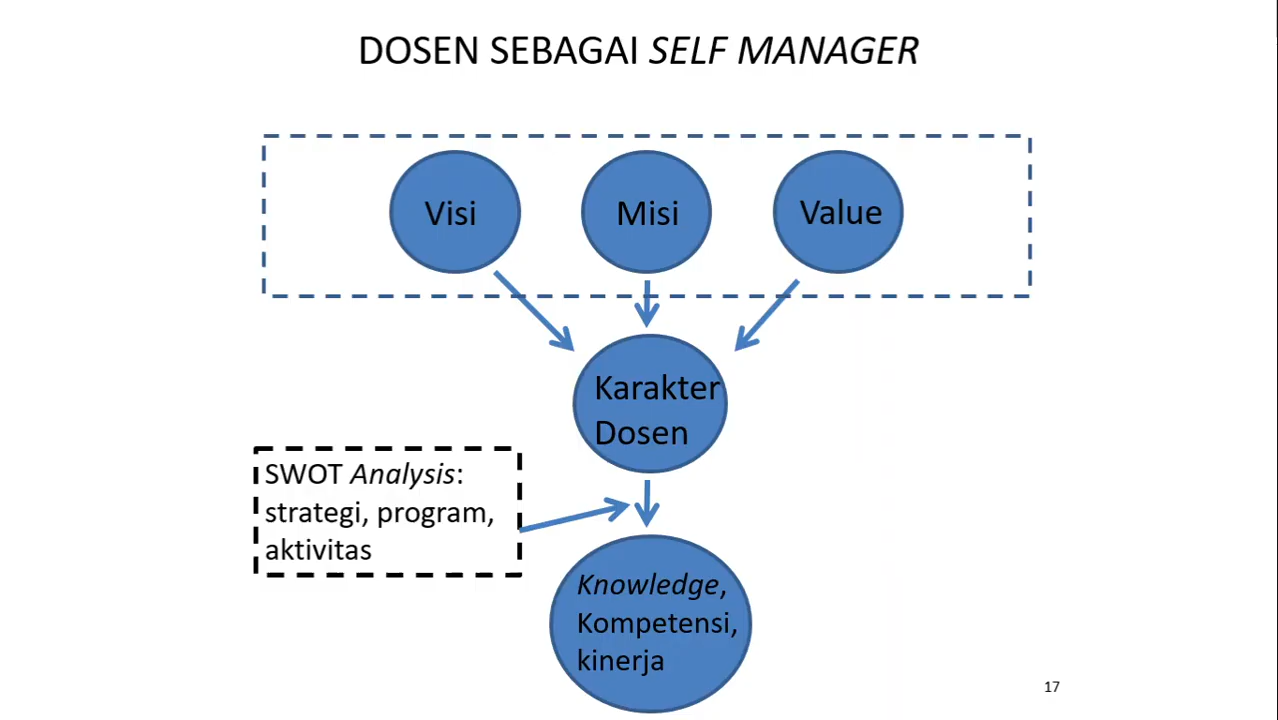 DOSEN SEBAGAI SELF MANAGER
Visi
Misi
Value
Karakter
Dosen
SWOT Analysis:
strategi, program,
aktivitas
Knowledge,
Kompetensi,
kinerja
17